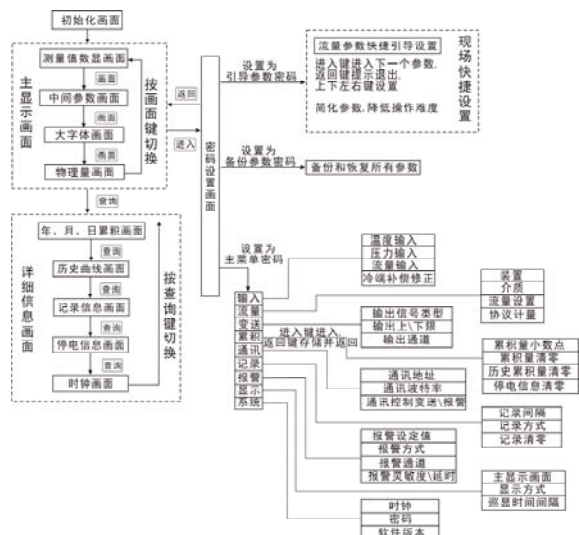 初始化画面
测量值数显画面
画面
中间参数画面
画面
大字体画面
画面
物理量画面
主显示画面
按画面键切换
返回
进入
查询
年、月、日累积画面
查询
历史曲线画面
查询
记录信息画面
查询
停电信息画面
查询
时钟画面
详细信息画面
按查询键切换
密码设置画面
设置为
引导参数密码
流量参数快捷引导设置
进入键进入下一个参数,
返回键提示退出,
上下左右键设置
简化参数,降低操作难度
现场快捷设置
设置为
备份参数密码
备份和恢复所有参数
设置为
主菜单密码
输入
流量
变送
累积
通讯
记录
报警
显示
系统
进入键进入,
返回键存储并返回
温度输入
压力输入
流量输入
冷端补偿修正
装置
介质
流量设置
协议计量
输出信号类型
输出上\下限
输出通道
累积量小数点
累积量清零
历史累积量清零
停电信息清零
通讯地址
通讯波特率
通讯控制变送\报警
记录间隔
记录方式
记录清零
报警设定值
报警方式
报警通道
报警灵敏度\延时
主显示画面
显示方式
巡显时间间隔
时钟
密码
软件版本